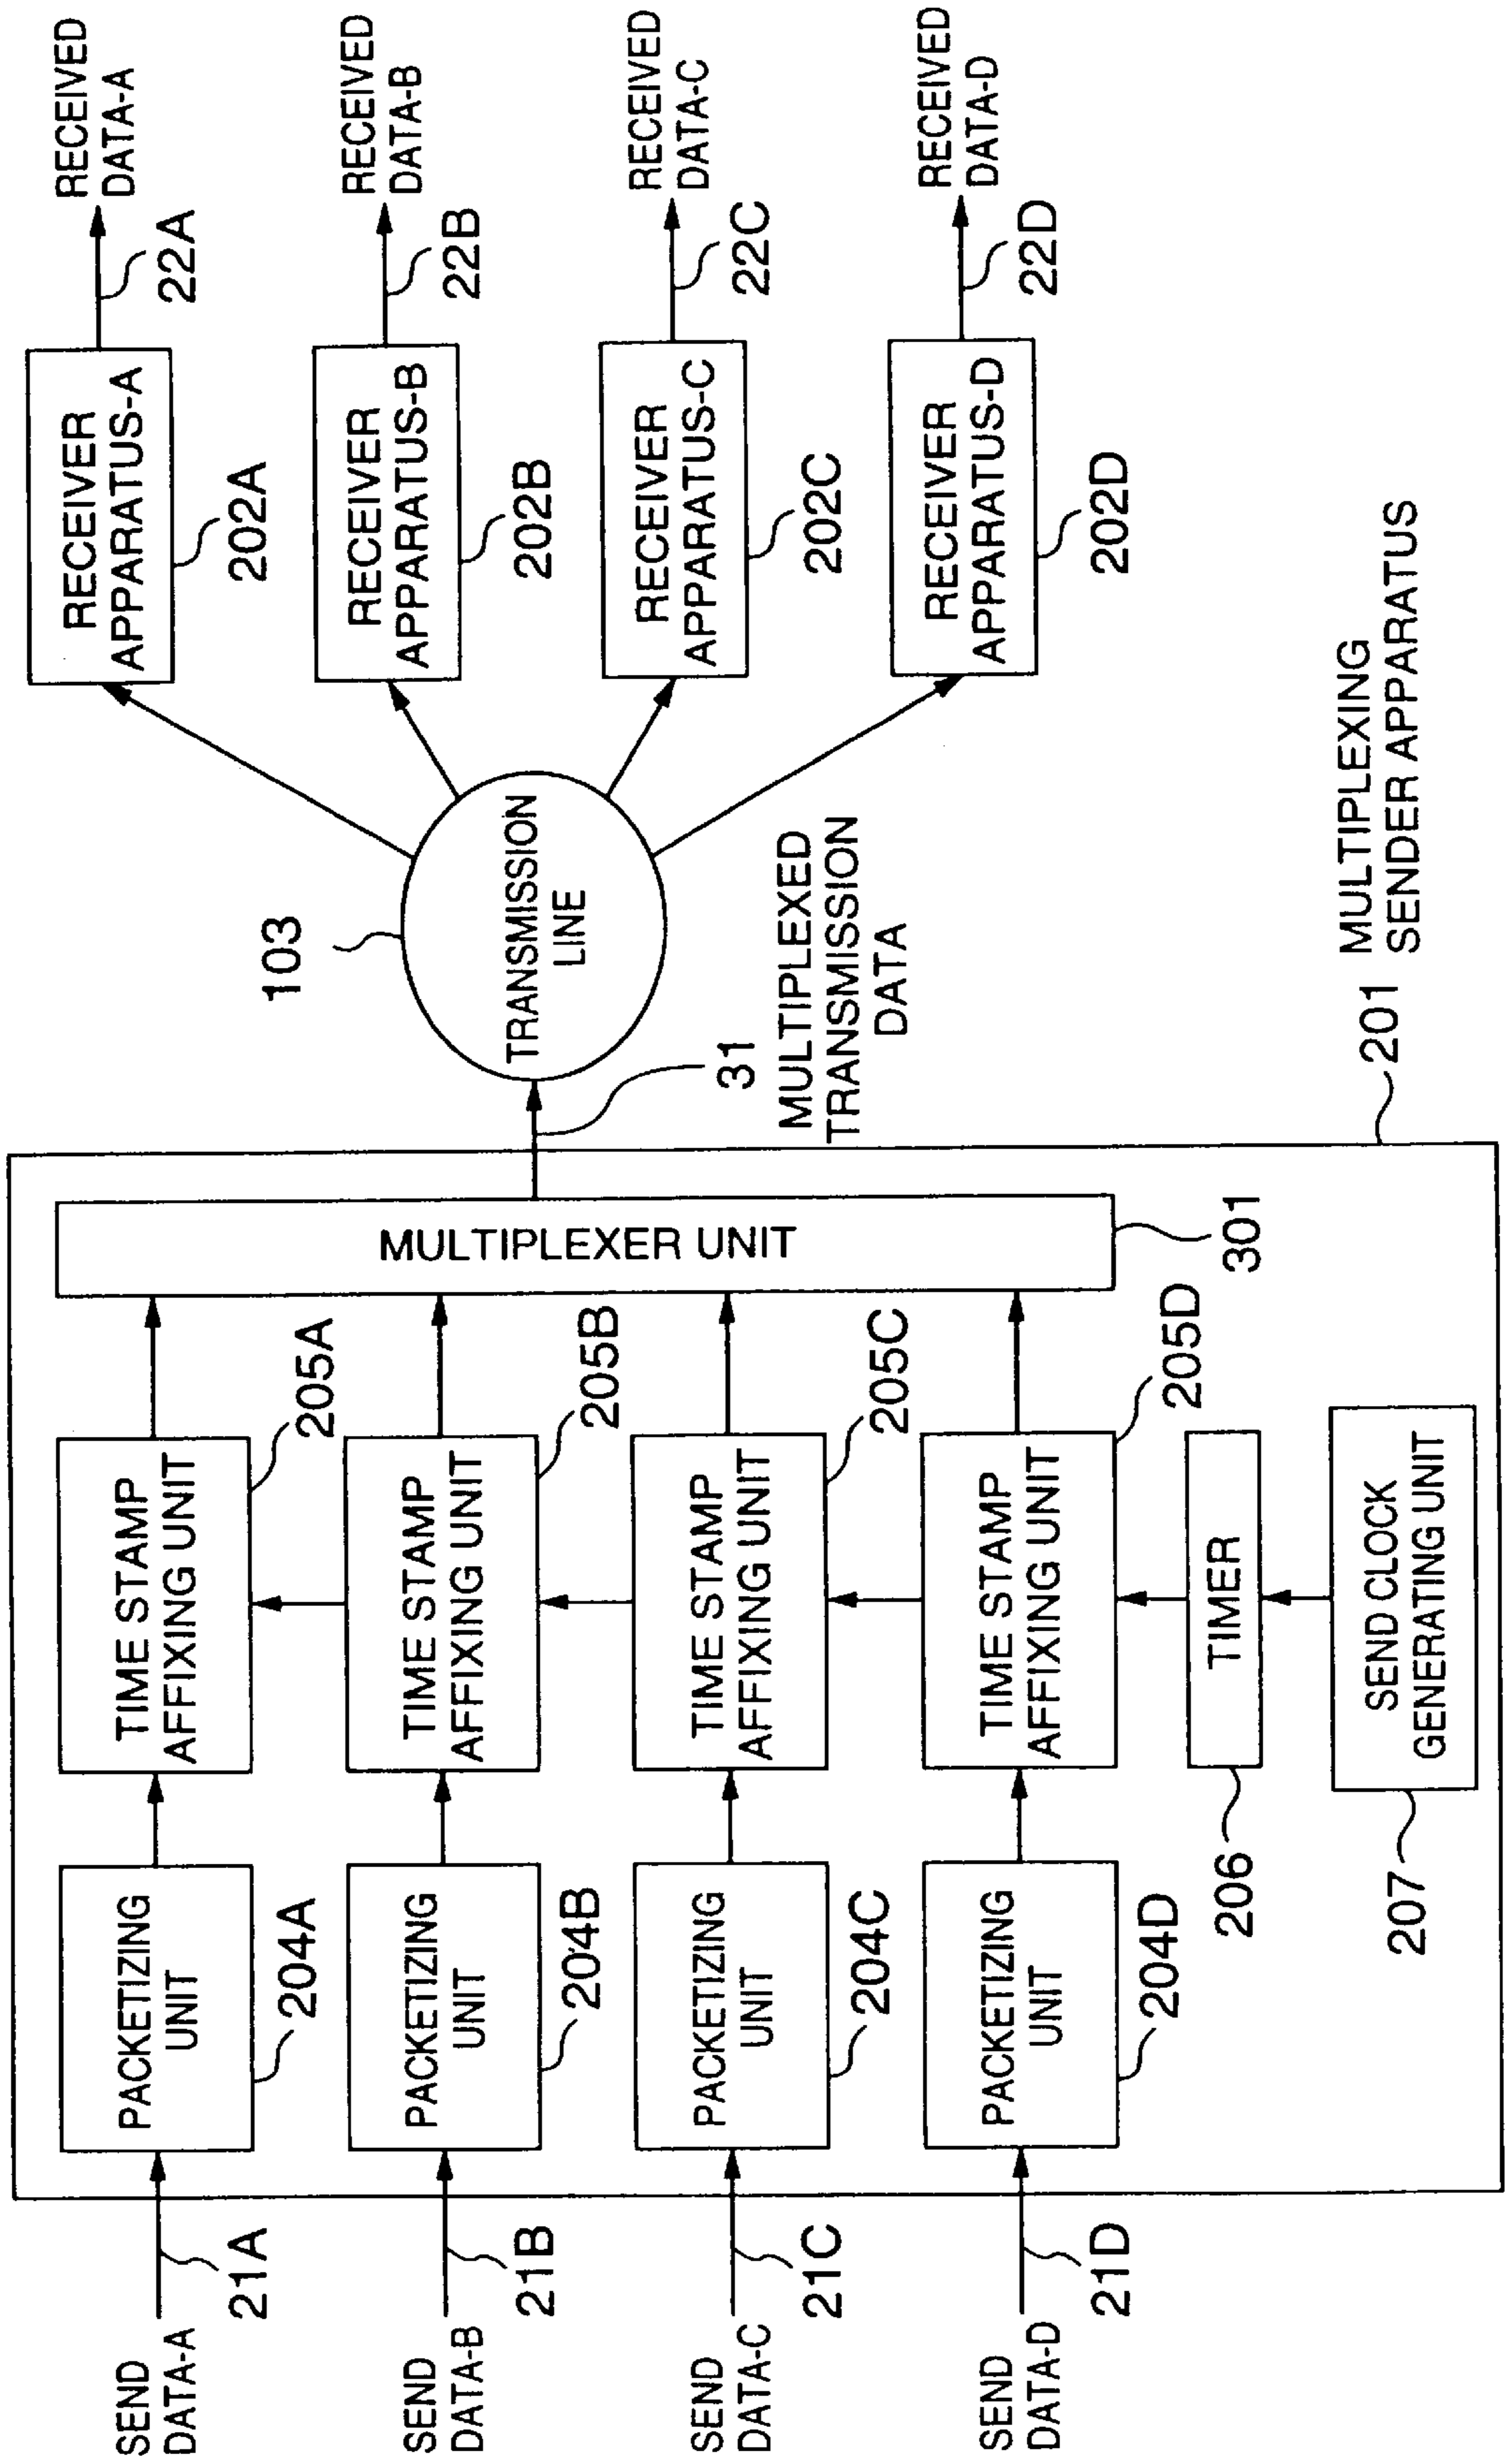 SEND
DATA-A
21A
PACKETIZING
UNIT
204A
TIME STAMP
AFFIXING UNIT
205A
SEND
DATA-B
21B
PACKETIZING
UNIT
204B
TIME STAMP
AFFIXING UNIT
205B
SEND
DATA-C
21C
PACKETIZING
UNIT
204C
TIME STAMP
AFFIXING UNIT
205C
SEND
DATA-D
21D
PACKETIZING
UNIT
204D
TIME STAMP
AFFIXING UNIT
205D
206
TIMER
207
SEND CLOCK
GENERATING UNIT
MULTIPLEXER UNIT
301
31
MULTIPLEXED
TRANSMISSION
DATA
103
TRANSMISSION
LINE
201
MULTIPLEXING
SENDER APPARATUS
RECEIVER
APPARATUS-A
202A
22A
RECEIVED
DATA-A
RECEIVER
APPARATUS-B
202B
22B
RECEIVED
DATA-B
RECEIVER
APPARATUS-C
202C
22C
RECEIVED
DATA-C
RECEIVER
APPARATUS-D
202D
22D
RECEIVED
DATA-D